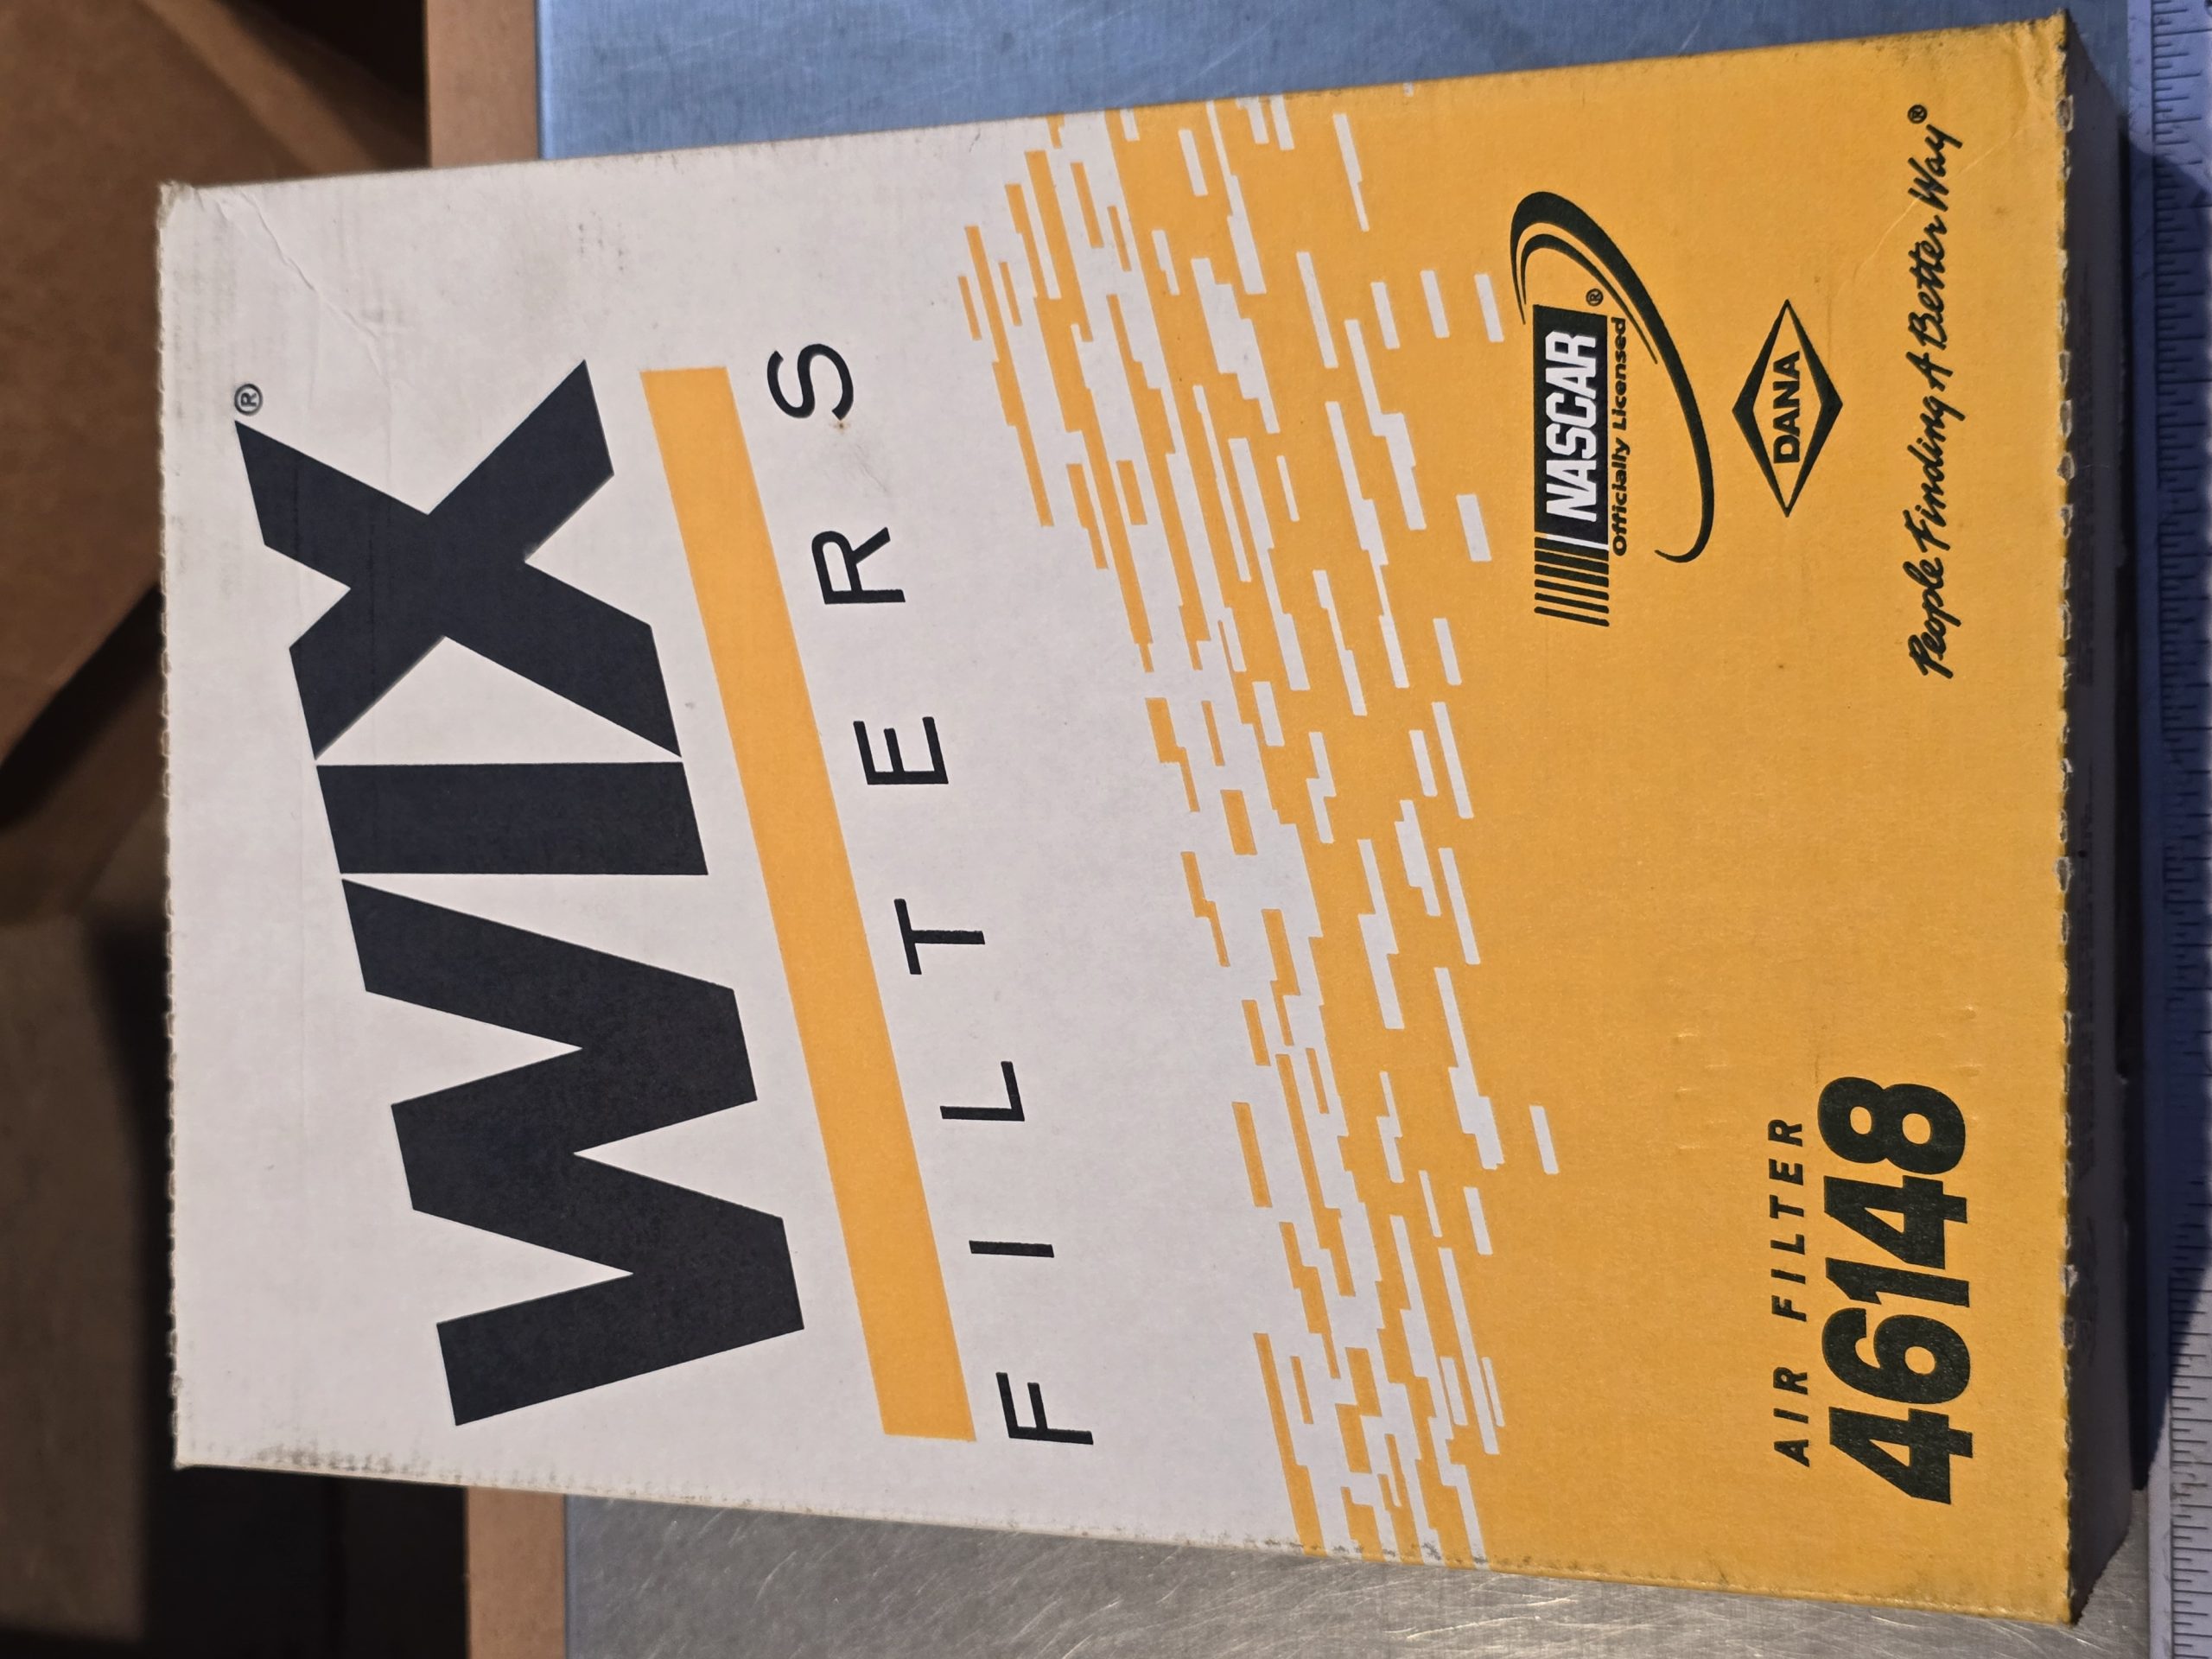 WIX®
FILTERS
NASCAR®
Officially Licensed
DANA
AIR FILTER
46148
People Finding A Better Way®